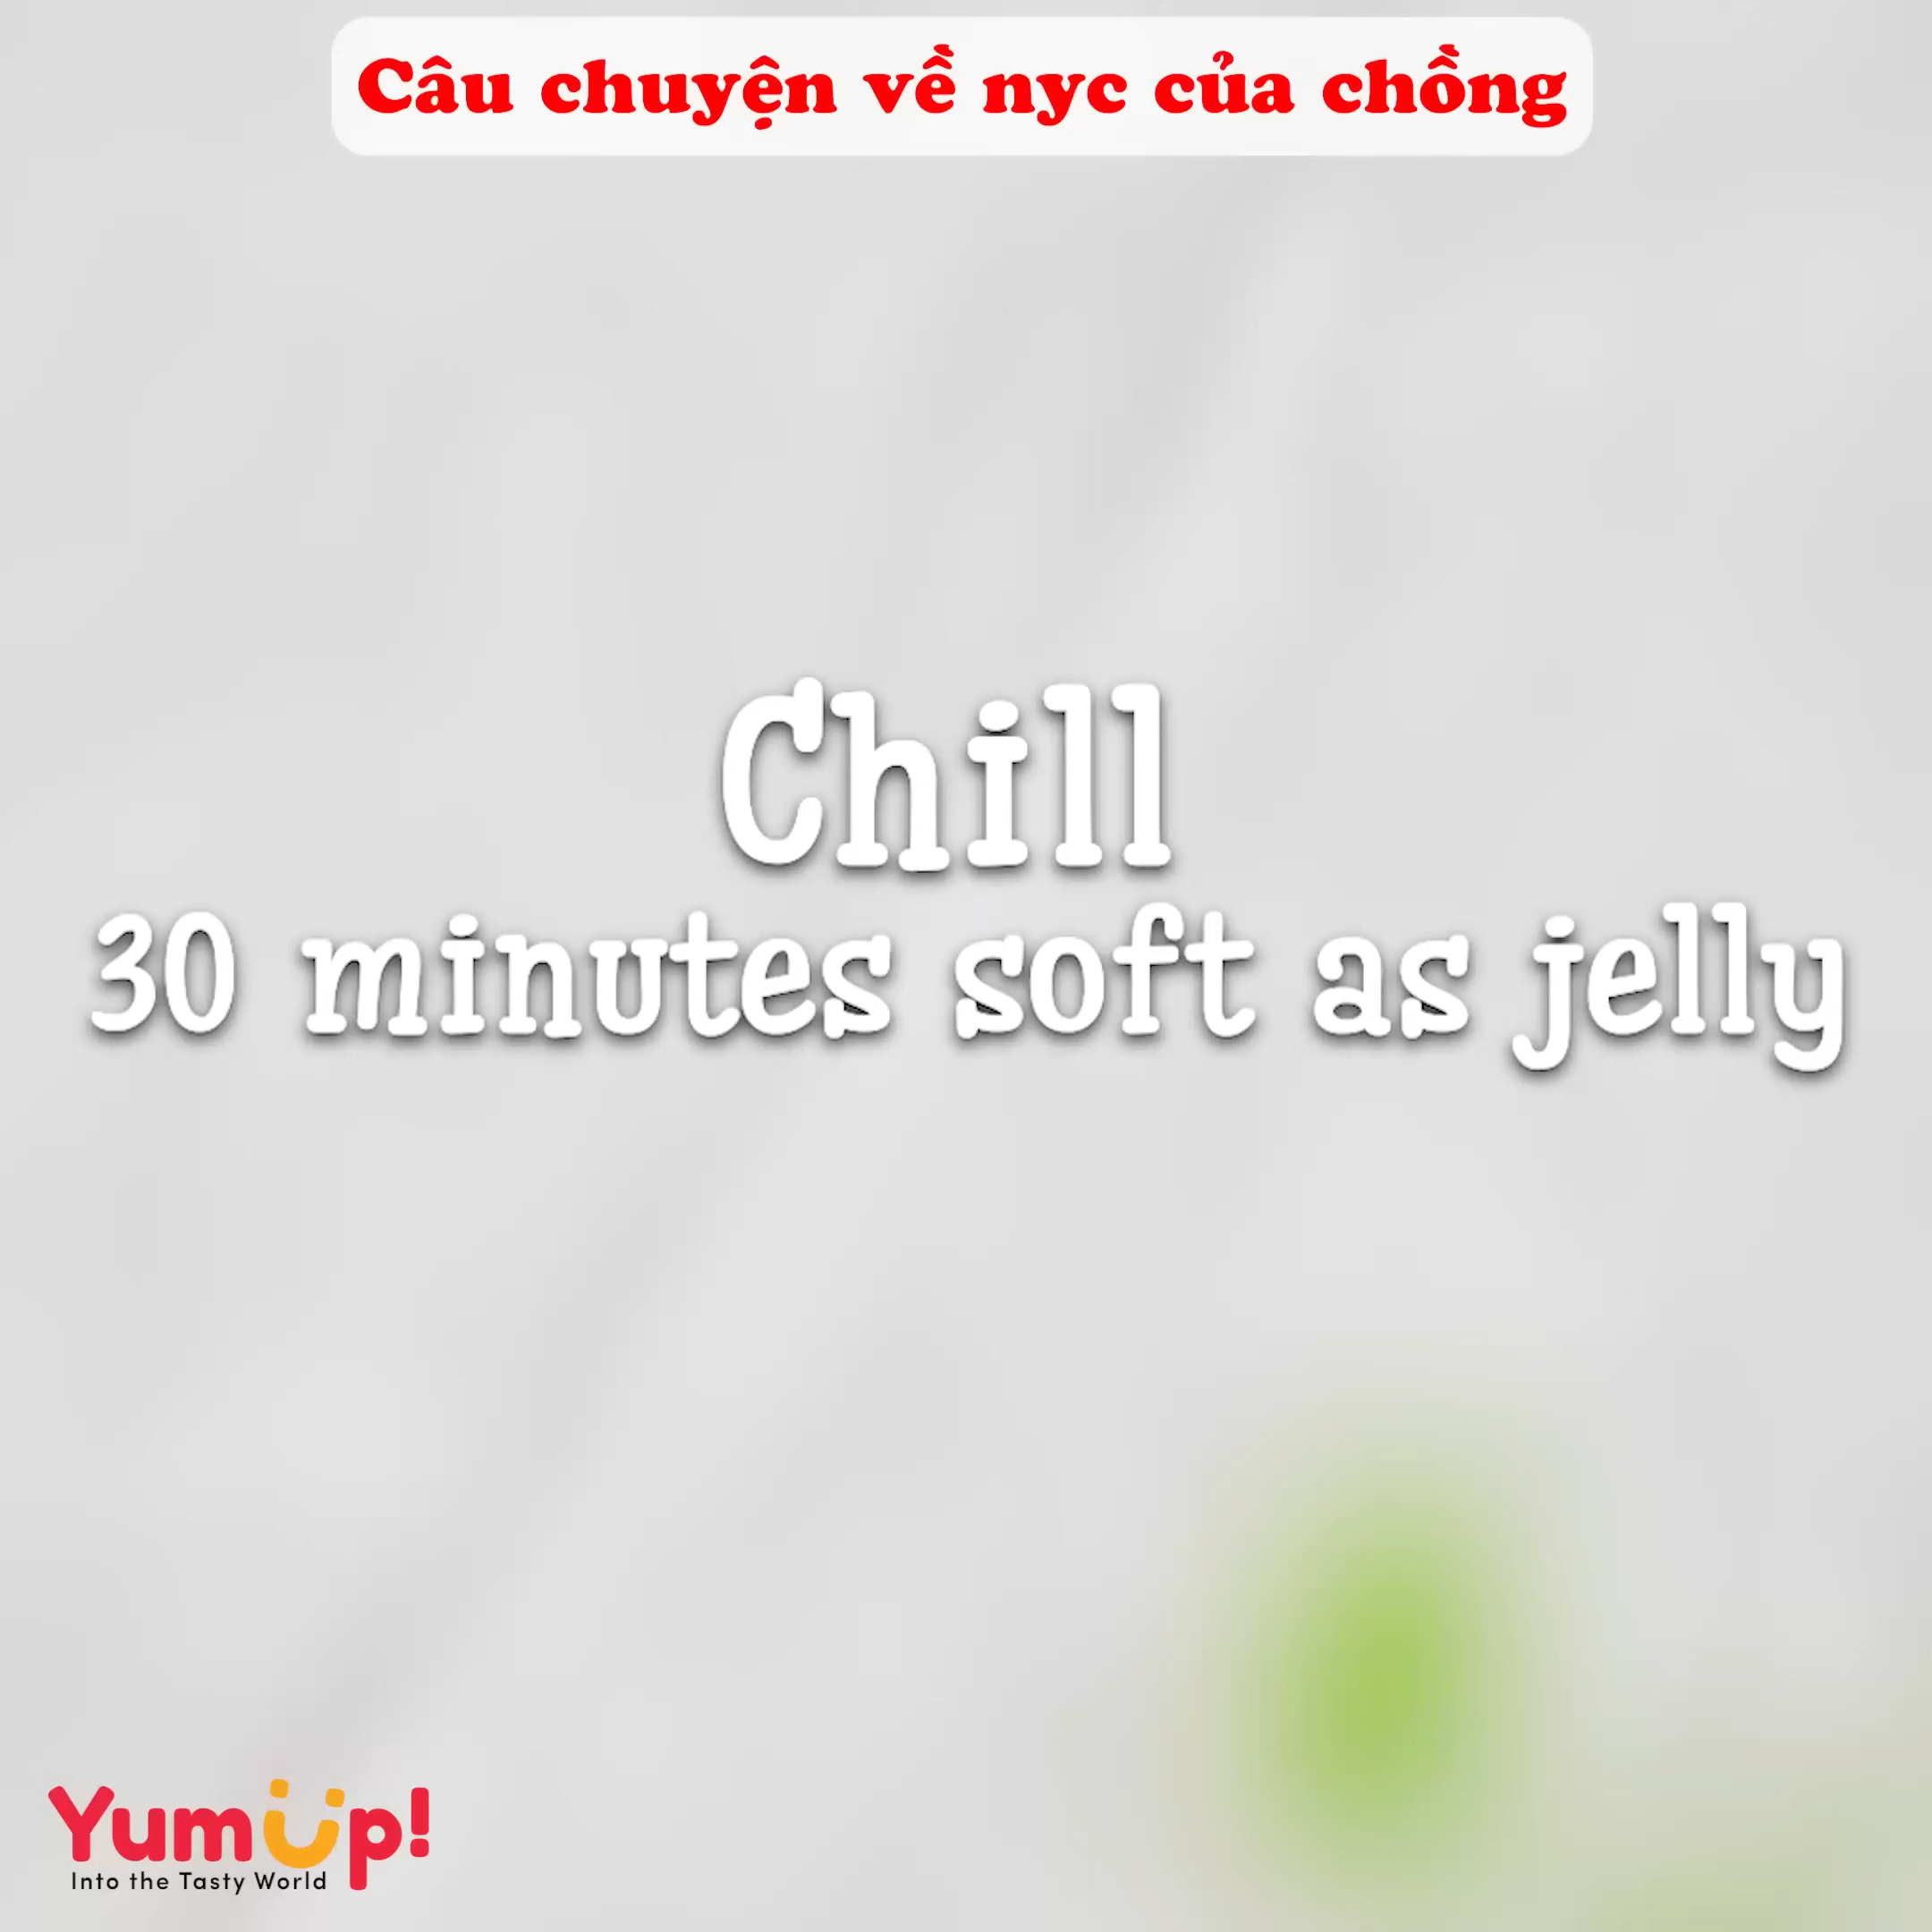 Câu chuyện về nyc của chồng
Chill
30 minutes soft as jelly
YumUp!
Into the Tasty World